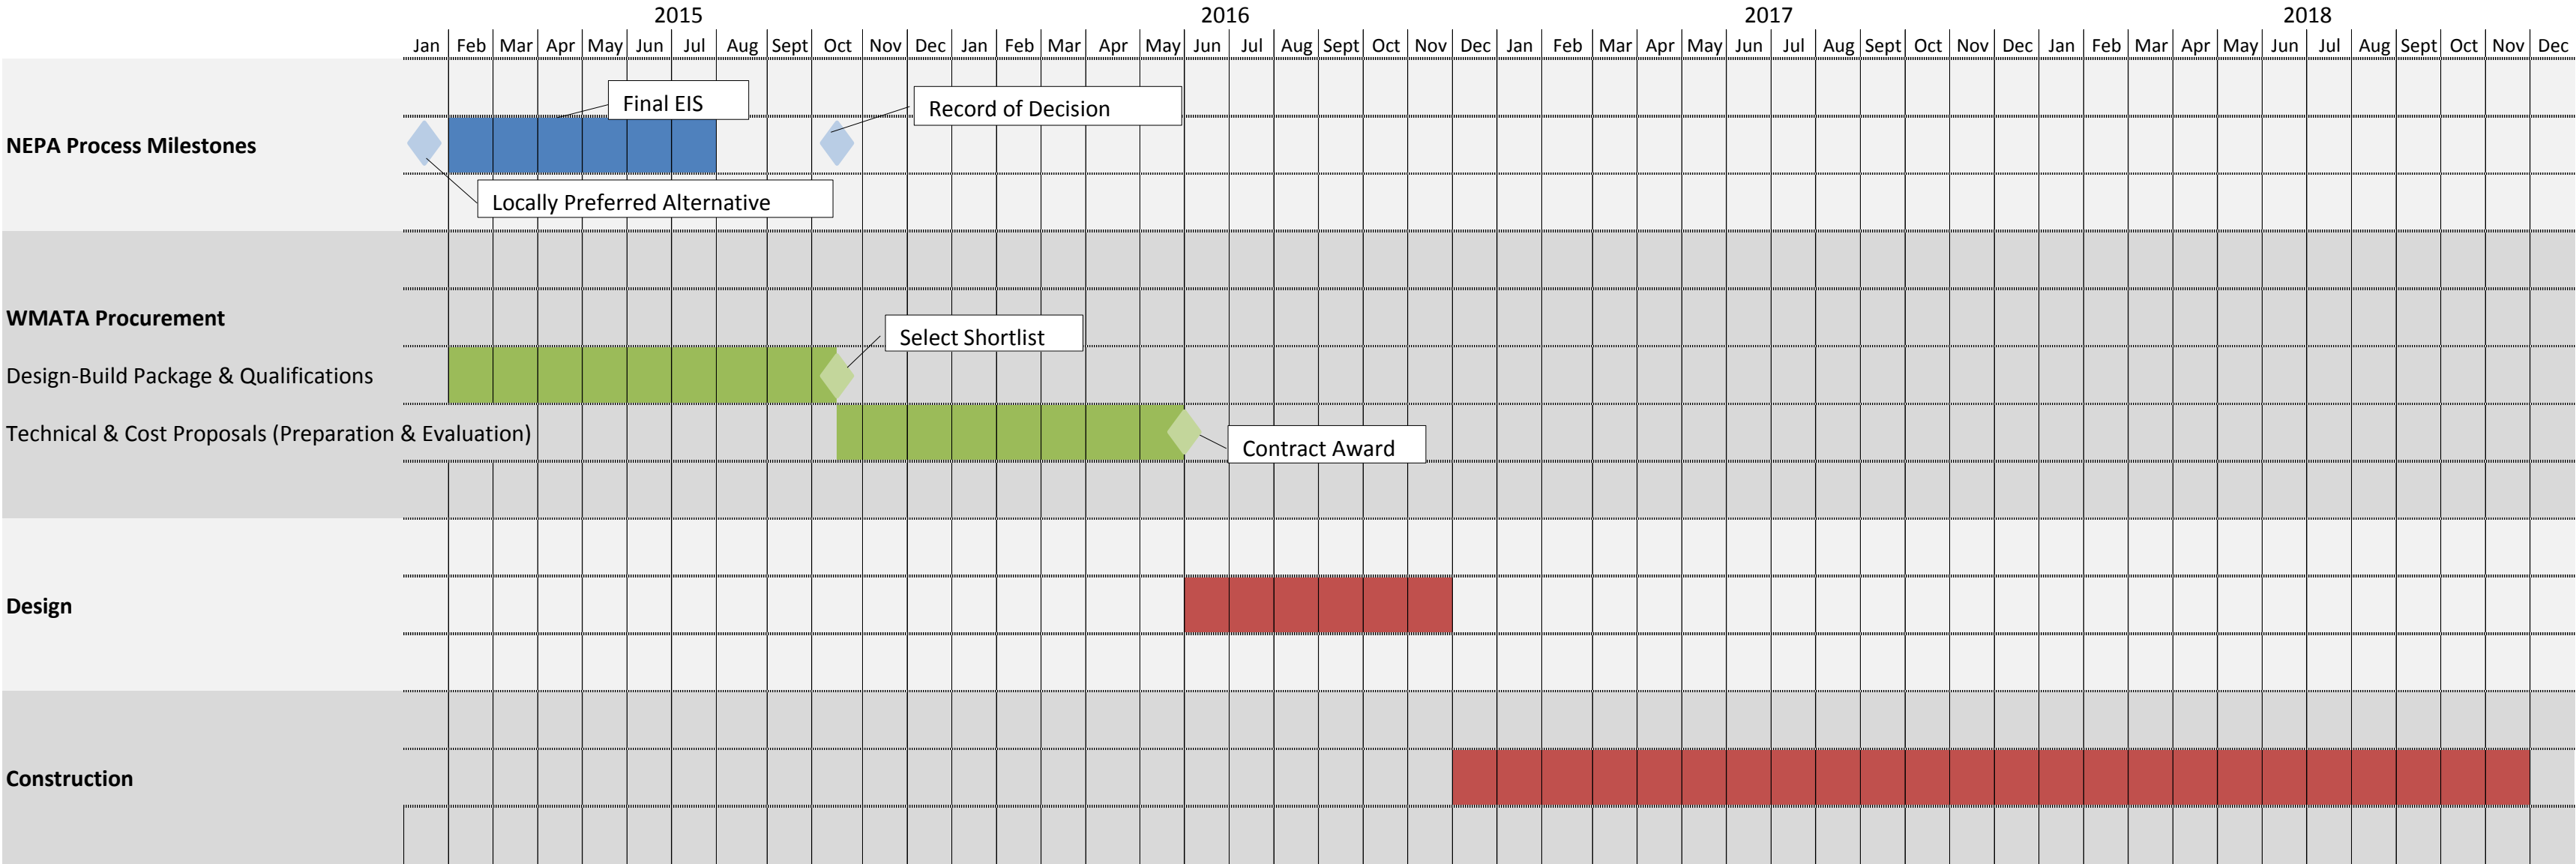 2015 2016 2017 2018
Jan Feb Mar Apr May Jun Jul Aug Sept Oct Nov Dec Jan Feb Mar Apr May Jun Jul Aug Sept Oct Nov Dec Jan Feb Mar Apr May Jun Jul Aug Sept Oct Nov Dec Jan Feb Mar Apr May Jun Jul Aug Sept Oct Nov Dec
Final EIS
Record of Decision
NEPA Process Milestones
Locally Preferred Alternative
WMATA Procurement
Select Shortlist
Design-Build Package & Qualifications
Technical & Cost Proposals (Preparation & Evaluation)
Contract Award
Design
Construction